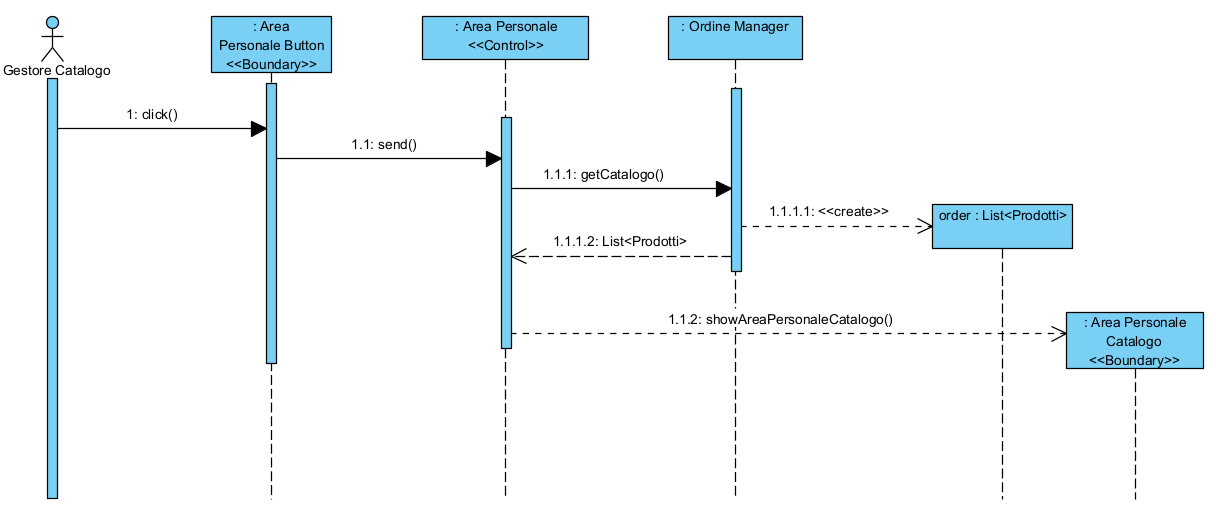 Gestore Catalogo
: Area
Personale Button
<<Boundary>>
: Area Personale
<<Control>>
: Ordine Manager
1: click()
1.1: send()
1.1.1: getCatalogo()
1.1.1.1: <<create>>
order : List<Prodotti>
1.1.1.2: List<Prodotti>
1.1.2: showAreaPersonaleCatalogo()
: Area Personale
Catalogo
<<Boundary>>